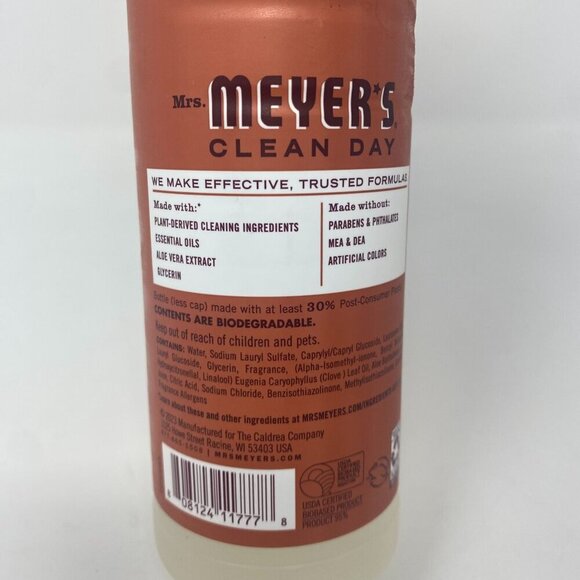 Mrs. MEYER'S.
CLEAN DAY
WE MAKE EFFECTIVE, TRUSTED FORMULAS
Made with:*
PLANT-DERIVED CLEANING INGREDIENTS
ESSENTIAL OILS
ALOE VERA EXTRACT
GLYCERIN
Made without:
PARABENS & PHTHALATES
MEA & DEA
ARTIFICIAL COLORS
Bottle (less cap) made with at least 30% Post-Consumer
CONTENTS ARE BIODEGRADABLE.
Keep out of reach of children and pets.
CONTAINS: Water, Sodium Lauryl Sulfate, Caprylyl/Capryl Glucoside,
Lauryl Glucoside, Glycerin, Fragrance, (Alpha-Isomethyl-ionone,
Hydroxycitronellal, Linalool) Eugenia Caryophyllus (Clove) Leaf Oil,
Citric Acid, Sodium Chloride, Benzisothiazolinone,
Fragrance Allergens
Learn about these and other ingredients at MRSMEYERS.COM/
© 2023 Manufactured for The Caldrea Company
Howe Street Racine, WI 53403 USA
MRSMEYERS.COM
8 08124 11777 8
USDA CERTIFIED
BIOBASED PRODUCT
PRODUCT 95%